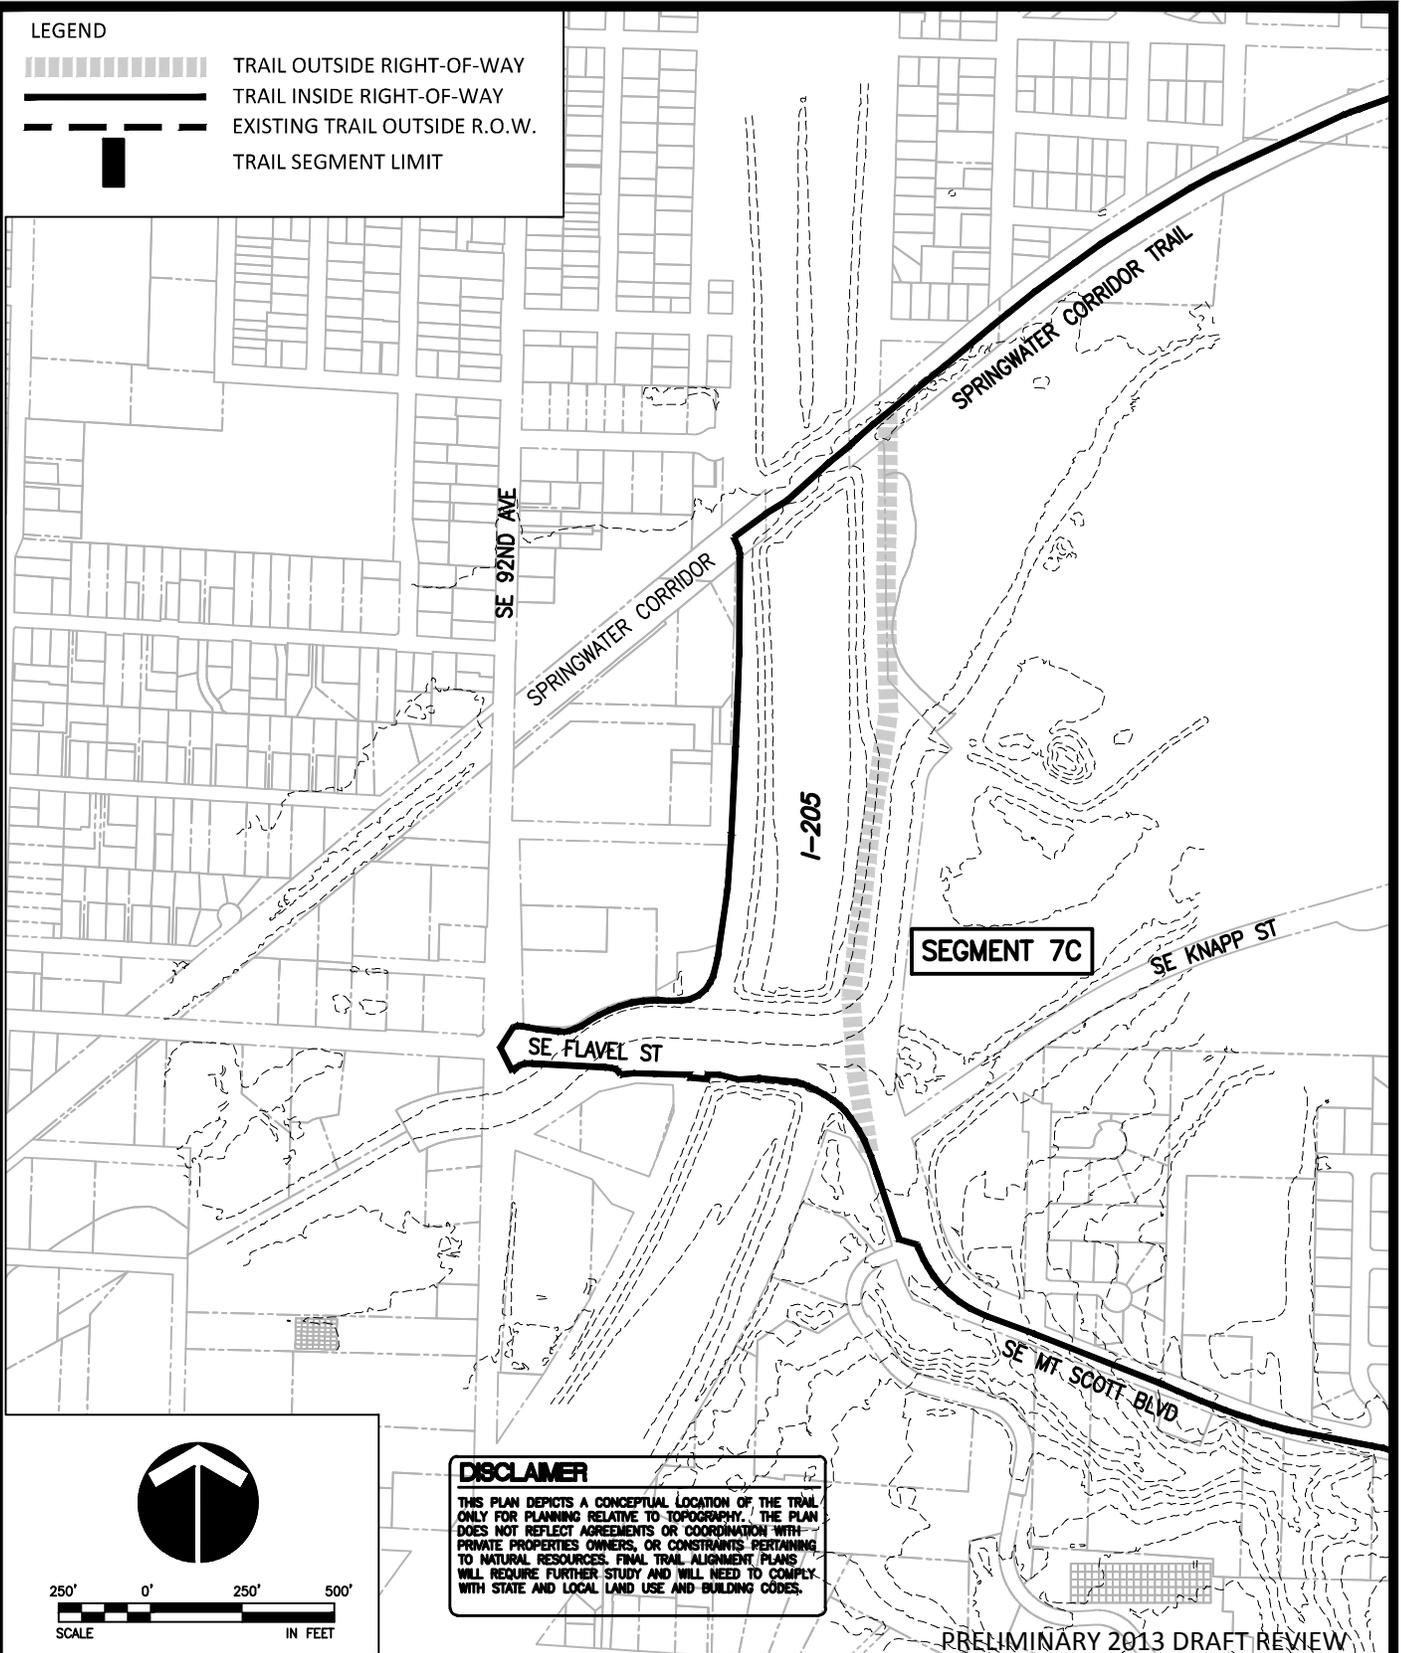 LEGEND
TRAIL OUTSIDE RIGHT-OF-WAY
TRAIL INSIDE RIGHT-OF-WAY
EXISTING TRAIL OUTSIDE R.O.W.
TRAIL SEGMENT LIMIT
SPRINGWATER CORRIDOR TRAIL
SE 92ND AVE
SPRINGWATER CORRIDOR
I-205
SEGMENT 7C
SE KNAPP ST
SE FLAVEL ST
SE MT SCOTT BLVD
DISCLAIMER
THIS PLAN DEPICTS A CONCEPTUAL LOCATION OF THE TRAIL
ONLY FOR PLANNING RELATIVE TO TOPOGRAPHY. THE PLAN
DOES NOT REFLECT AGREEMENTS OR COORDINATION WITH
PRIVATE PROPERTIES OWNERS, OR CONSTRAINTS PERTAINING
TO NATURAL RESOURCES. FINAL TRAIL ALIGNMENT PLANS
WILL REQUIRE FURTHER STUDY AND WILL NEED TO COMPLY
WITH STATE AND LOCAL LAND USE AND BUILDING CODES.
250' 0' 250' 500'
SCALE IN FEET
PRELIMINARY 2013 DRAFT REVIEW